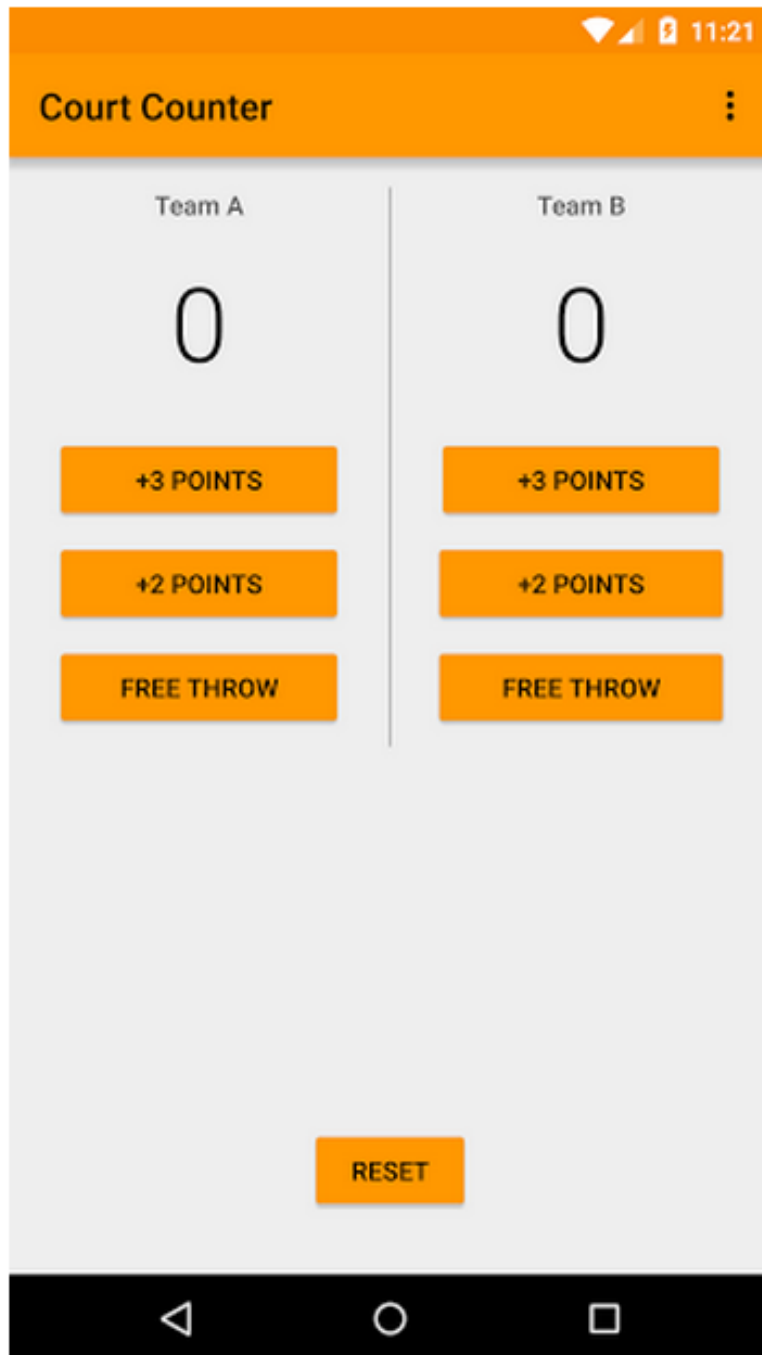 11:21
Court Counter
Team A
Team B
0
0
+3 POINTS
+3 POINTS
+2 POINTS
+2 POINTS
FREE THROW
FREE THROW
RESET